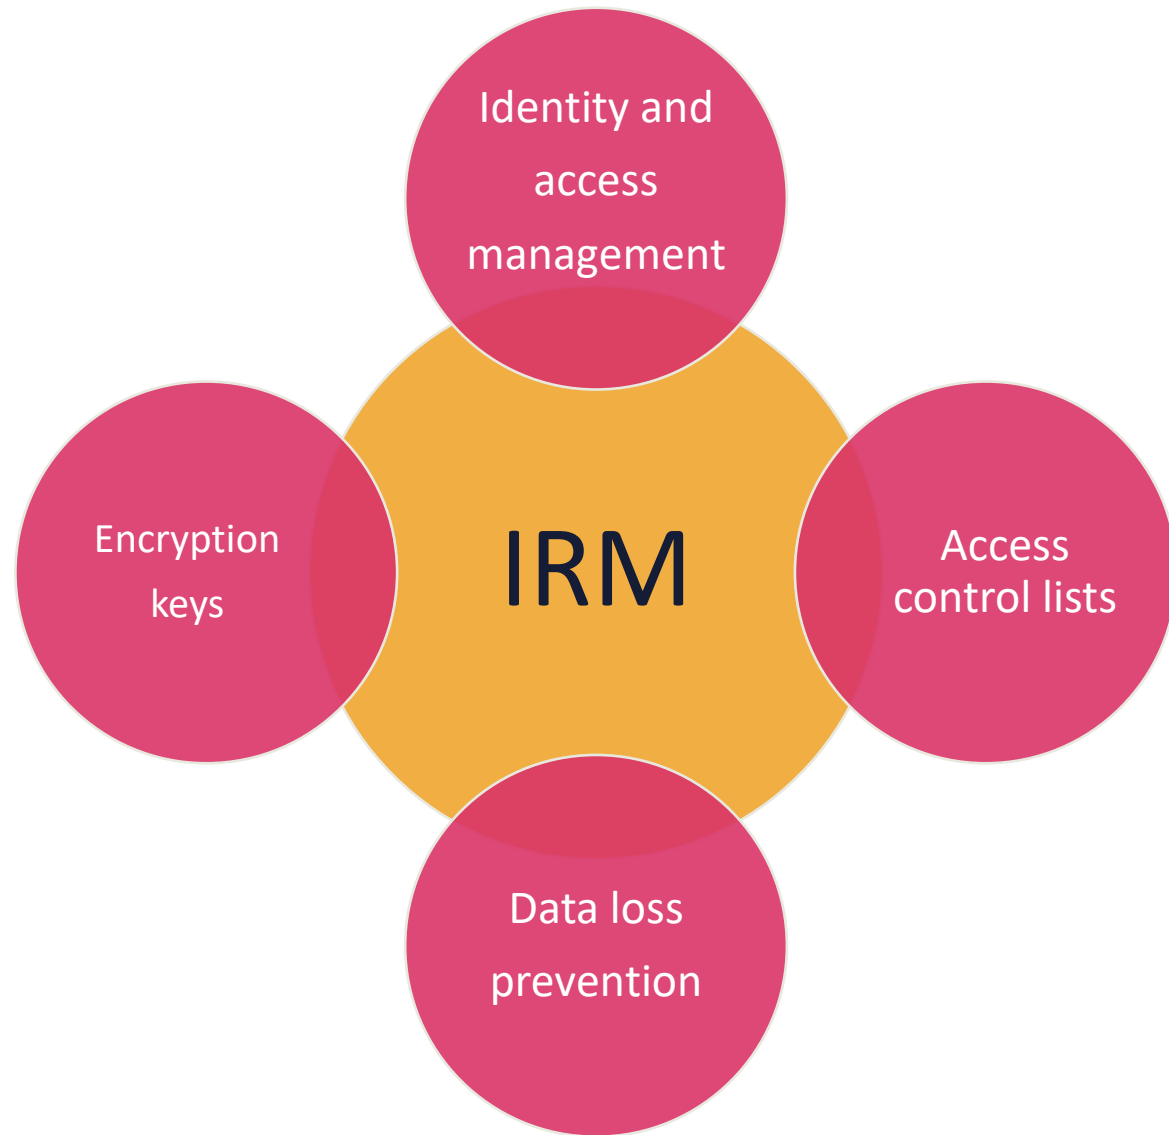 Identity and
access
management
Encryption
keys
IRM
Access
control lists
Data loss
prevention